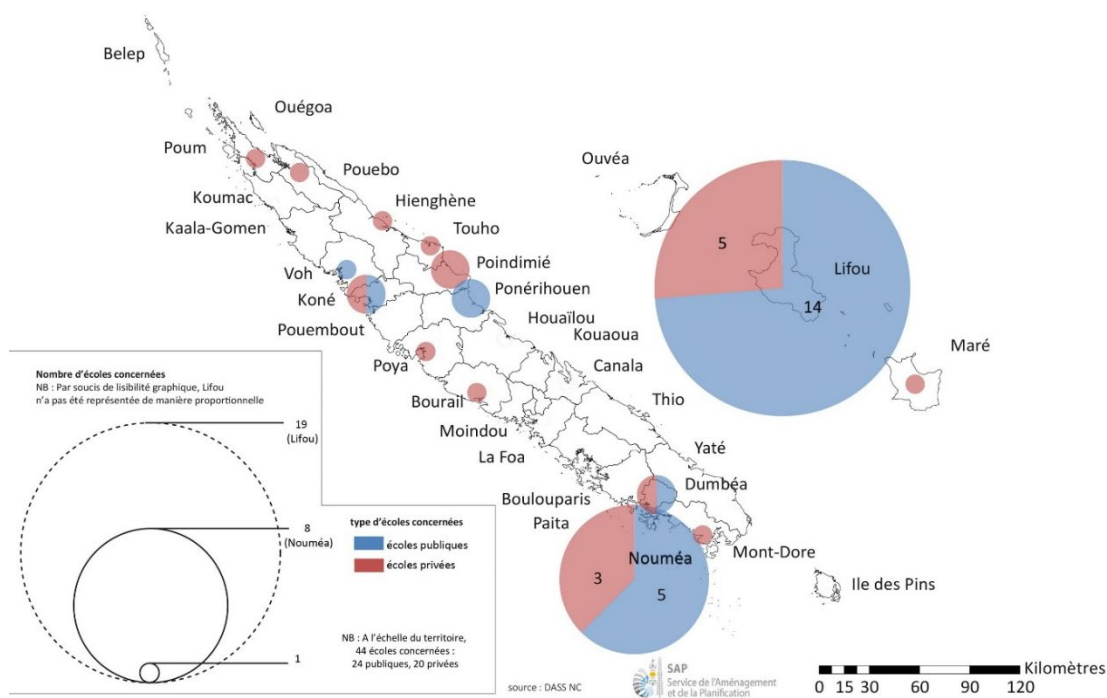 Belep
Ouégoa
Poum
Pouebo
Ouvéa
Koumac
Hienghène
Kaala-Gomen
Touho
5
Lifou
Voh
Poindimié
Koné
Ponérihouen
14
Pouembout
Houaïlou
Kouaoua
Maré
Poya
Canala
Bourail
Thio
Moindou
La Foa
Yaté
Dumbéa
Boulouparis
Paita
Nouméa
Mont-Dore
3
5
Ile des Pins
Nombre d'écoles concernées
NB : Par soucis de lisibilité graphique, Lifou
n'a pas été représentée de manière proportionnelle
19
(Lifou)
8
(Nouméa)
1
type d'écoles concernées
écoles publiques
écoles privées
NB : A l'échelle du territoire,
44 écoles concernées :
24 publiques, 20 privées
source : DASS NC
SAP
Service de l'Aménagement
et de la Planification
Kilomètres
0 15 30 60 90 120